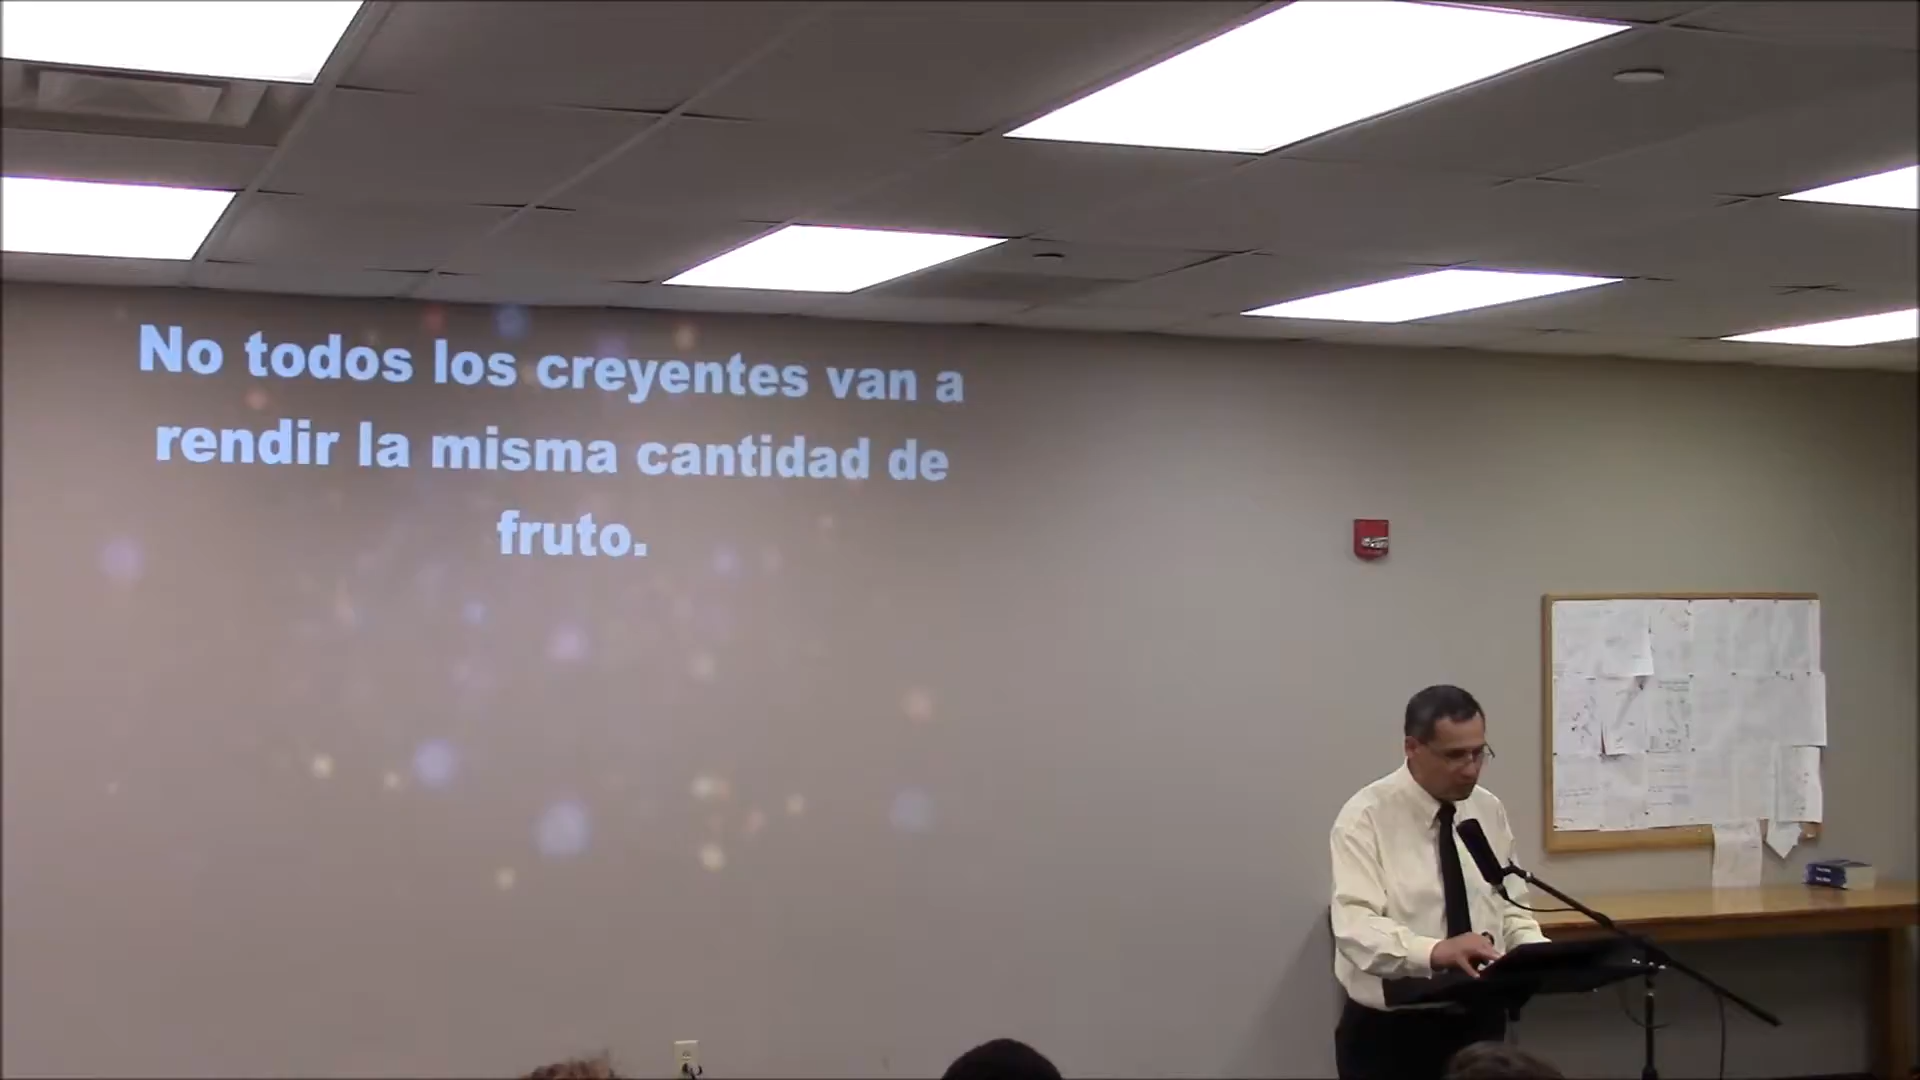 No todos los creyentes van a
rendir la misma cantidad de
fruto.